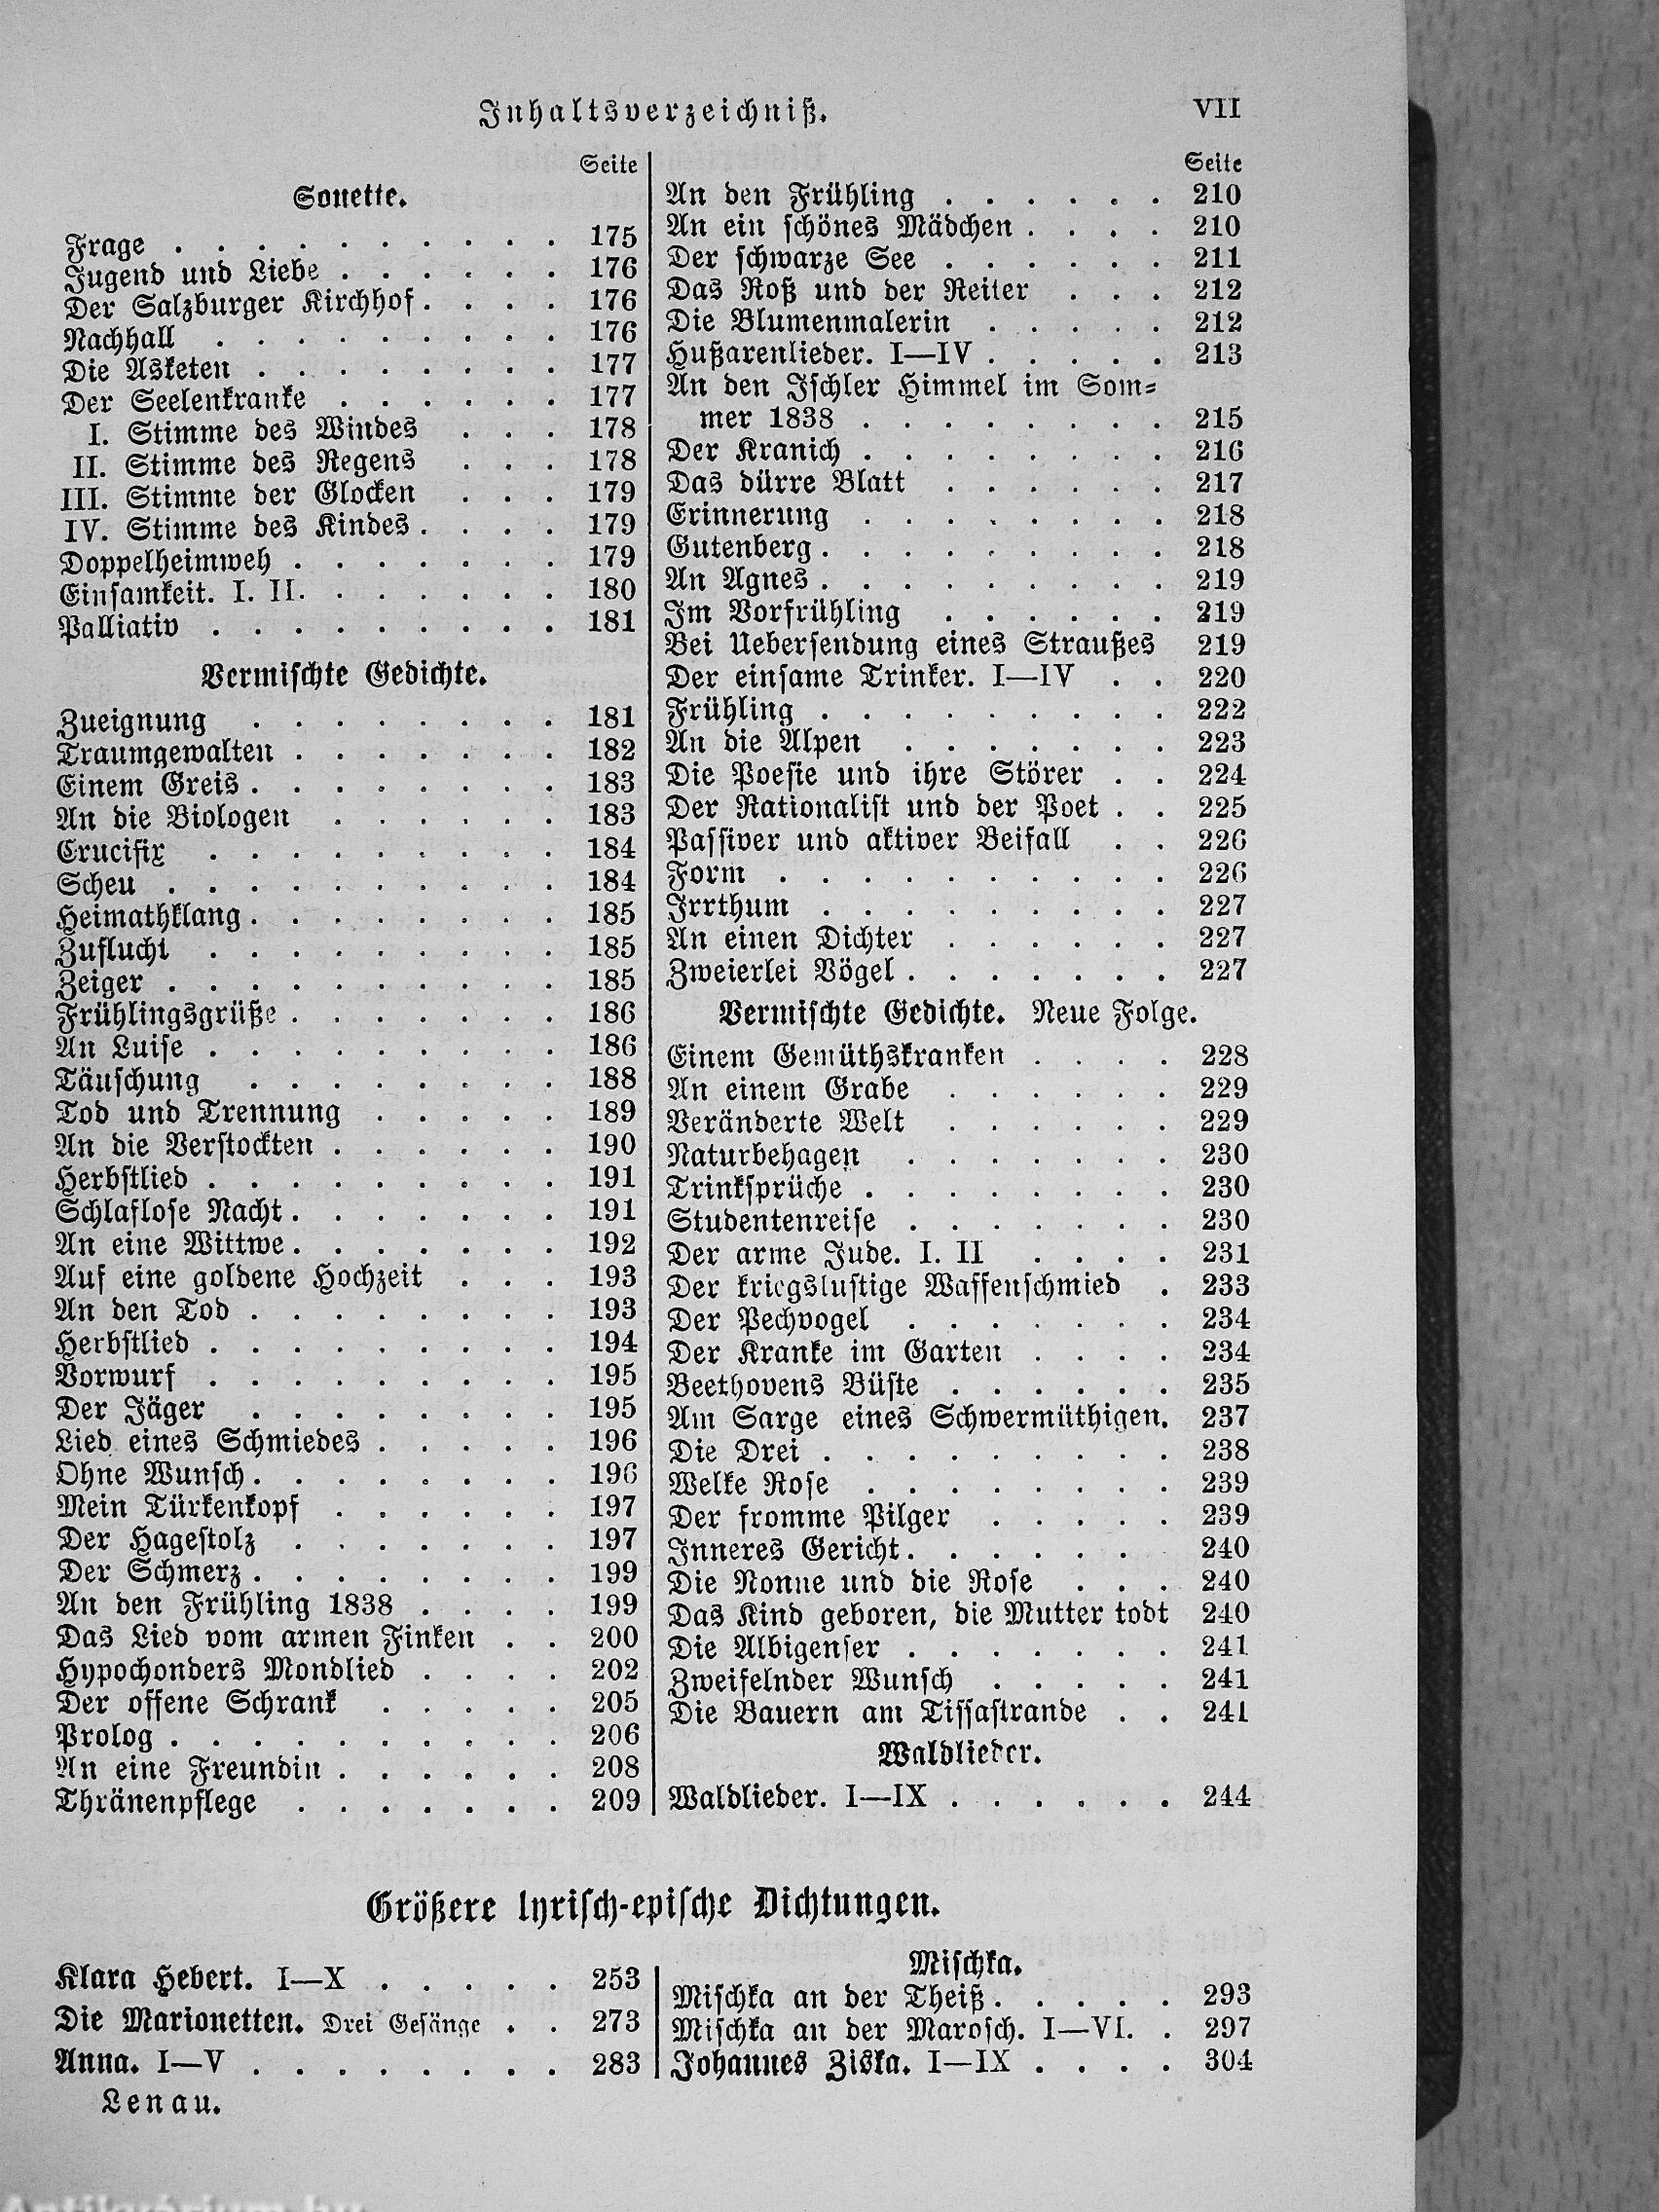 Inhaltsverzeichniß. VII
Seite
Sonette.
Frage . . . . . . . . . . 175
Jugend und Liebe . . . . . . 176
Der Salzburger Kirchhof . . . . 176
Nachhall . . . . . . . . . 176
Die Asketen . . . . . . . . 177
Der Seelenkranke . . . . . . 177
I. Stimme des Windes . . . 178
II. Stimme des Regens . . . 178
III. Stimme der Glocken . . . 179
IV. Stimme des Kindes . . . . 179
Doppelheimweh . . . . . . . 179
Einsamkeit. I. II. . . . . . . 180
Palliativ . . . . . . . . . 181
Vermischte Gedichte.
Zueignung . . . . . . . . 181
Traumgewalten . . . . . . . 182
Einem Greis . . . . . . . . 183
An die Biologen . . . . . . 183
Crucifix . . . . . . . . . 184
Scheu . . . . . . . . . . 184
Heimathklang . . . . . . . . 185
Zuflucht . . . . . . . . . 185
Zeiger . . . . . . . . . . 185
Frühlingsgrüße . . . . . . . 186
An Luise . . . . . . . . . 186
Täuschung . . . . . . . . 188
Tod und Trennung . . . . . 189
An die Verstockten . . . . . . 190
Herbstlied . . . . . . . . . 191
Schlaflose Nacht . . . . . . . 191
An eine Wittwe . . . . . . . 192
Auf eine goldene Hochzeit . . . 193
An den Tod . . . . . . . . 193
Herbstlied . . . . . . . . . 194
Vorwurf . . . . . . . . . 195
Der Jäger . . . . . . . . 195
Lied eines Schmiedes . . . . . 196
Ohne Wunsch . . . . . . . . 196
Mein Türkenkopf . . . . . . 197
Der Hagestolz . . . . . . . 197
Der Schmerz . . . . . . . . 199
An den Frühling 1838 . . . . 199
Das Lied vom armen Finken . . 200
Hypochonders Mondlied . . . . 202
Der offene Schrank . . . . . 205
Prolog . . . . . . . . . . 206
An eine Freundin . . . . . . 208
Thränenpflege . . . . . . . 209
Seite
An den Frühling . . . . . . 210
An ein schönes Mädchen . . . . 210
Der schwarze See . . . . . . 211
Das Roß und der Reiter . . . 212
Die Blumenmalerin . . . . . 212
Hußarenlieder. I—IV . . . . . 213
An den Ischler Himmel im Som-
mer 1838 . . . . . . . . 215
Der Kranich . . . . . . . . 216
Das dürre Blatt . . . . . . 217
Erinnerung . . . . . . . . 218
Gutenberg . . . . . . . . . 218
An Agnes . . . . . . . . . 219
Im Vorfrühling . . . . . . 219
Bei Uebersendung eines Straußes 219
Der einsame Trinker. I—IV . . 220
Frühling . . . . . . . . . 222
An die Alpen . . . . . . . 223
Die Poesie und ihre Störer . . 224
Der Rationalist und der Poet . . 225
Passiver und aktiver Beifall . . 226
Form . . . . . . . . . . 226
Irrthum . . . . . . . . . 227
An einen Dichter . . . . . . 227
Zweierlei Vögel . . . . . . . 227
Vermischte Gedichte. Neue Folge.
Einem Gemüthskranken . . . . 228
An einem Grabe . . . . . . 229
Veränderte Welt . . . . . . 229
Naturbehagen . . . . . . . 230
Trinksprüche . . . . . . . . 230
Studentenreise . . . . . . . 230
Der arme Jude. I. II . . . . 231
Der kriegslustige Waffenschmied . 233
Der Pechvogel . . . . . . . 234
Der Kranke im Garten . . . . 234
Beethovens Büste . . . . . . 235
Am Sarge eines Schwermüthigen. 237
Die Drei . . . . . . . . . 238
Welke Rose . . . . . . . . 239
Der fromme Pilger . . . . . 239
Inneres Gericht . . . . . . 240
Die Nonne und die Rose . . . 240
Das Kind geboren, die Mutter todt 240
Die Albigenser . . . . . . . 241
Zweifelnder Wunsch . . . . . 241
Die Bauern am Tissastrande . . 241
Waldlieder.
Waldlieder. I—IX . . . . . . 244
Größere lyrisch-epische Dichtungen.
Klara Hebert. I—X . . . . . 253
Die Marionetten. Drei Gesänge . . 273
Anna. I—V . . . . . . . . 283
Mischka.
Mischka an der Theiß . . . . . 293
Mischka an der Marosch. I—VI. . 297
Johannes Ziska. I—IX . . . . 304
Lenau.
Antikvárium.hu